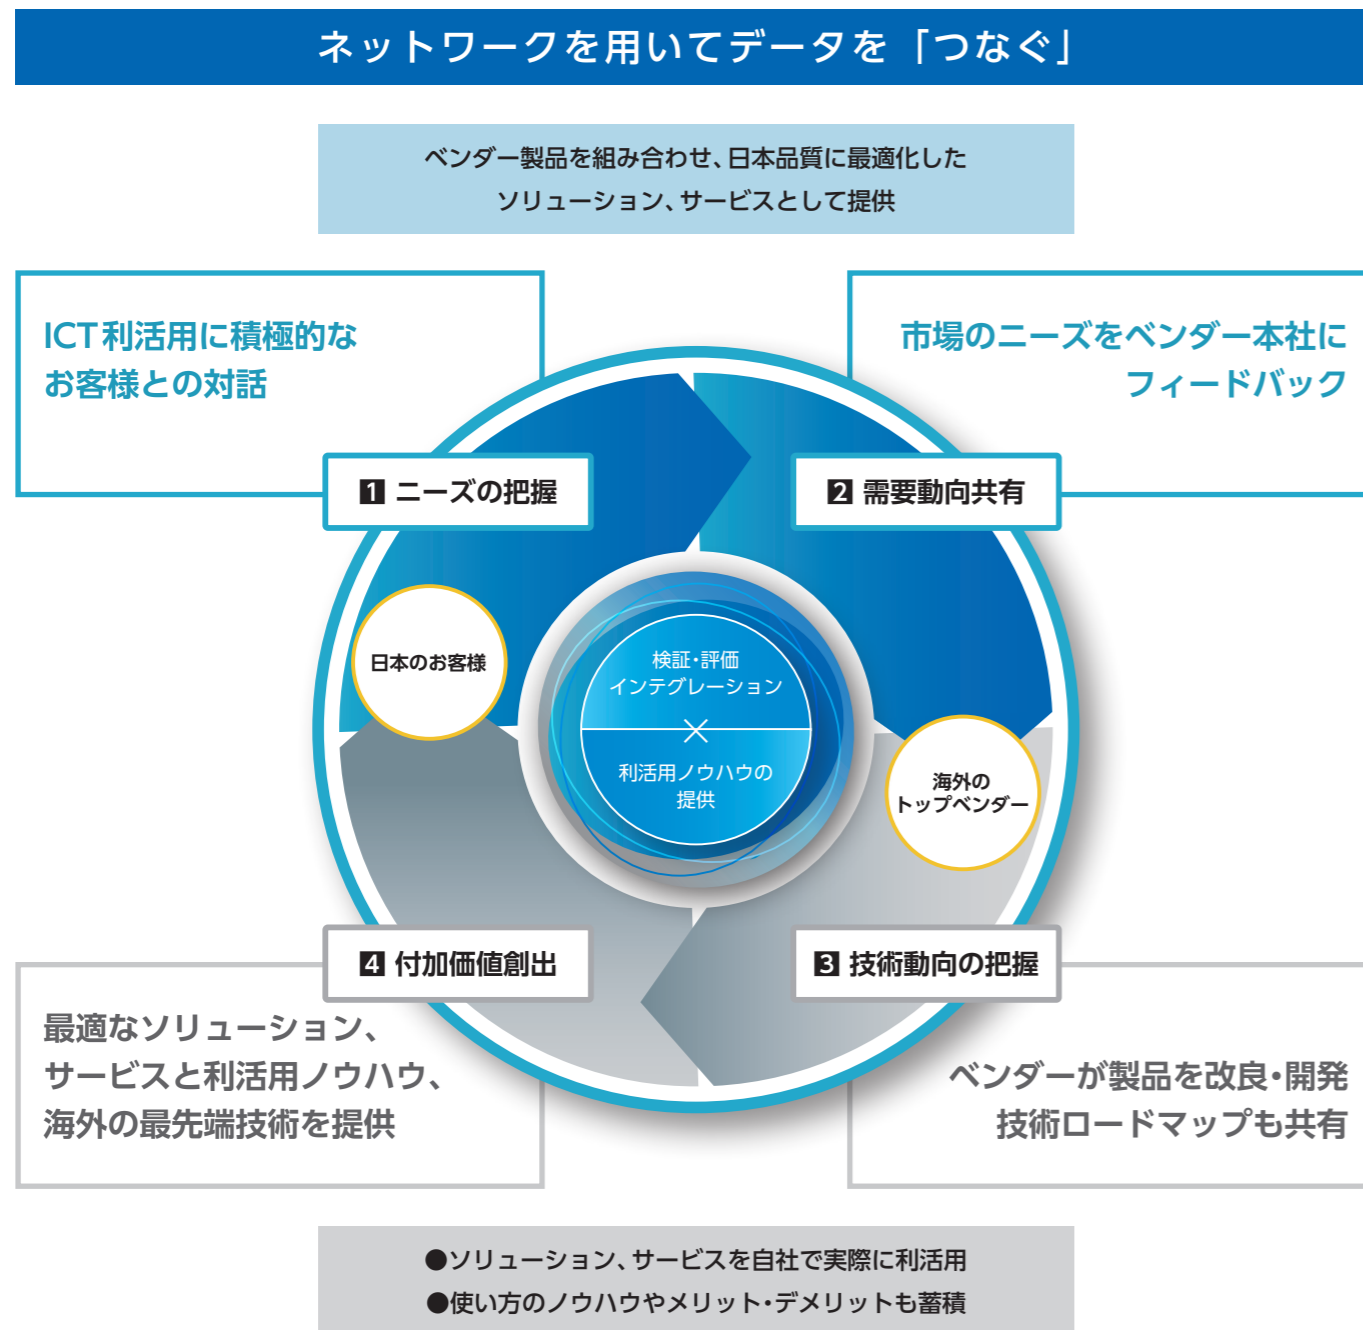 ネットワークを用いてデータを「つなぐ」
ベンダー製品を組み合わせ、日本品質に最適化した
ソリューション、サービスとして提供
ICT利活用に積極的な
お客様との対話
市場のニーズをベンダー本社に
フィードバック
1 ニーズの把握
2 需要動向共有
日本のお客様
検証・評価
インテグレーション
×
利活用ノウハウの
提供
海外の
トップベンダー
4 付加価値創出
3 技術動向の把握
最適なソリューション、
サービスと利活用ノウハウ、
海外の最先端技術を提供
ベンダーが製品を改良・開発
技術ロードマップも共有
●ソリューション、サービスを自社で実際に利活用
●使い方のノウハウやメリット・デメリットも蓄積